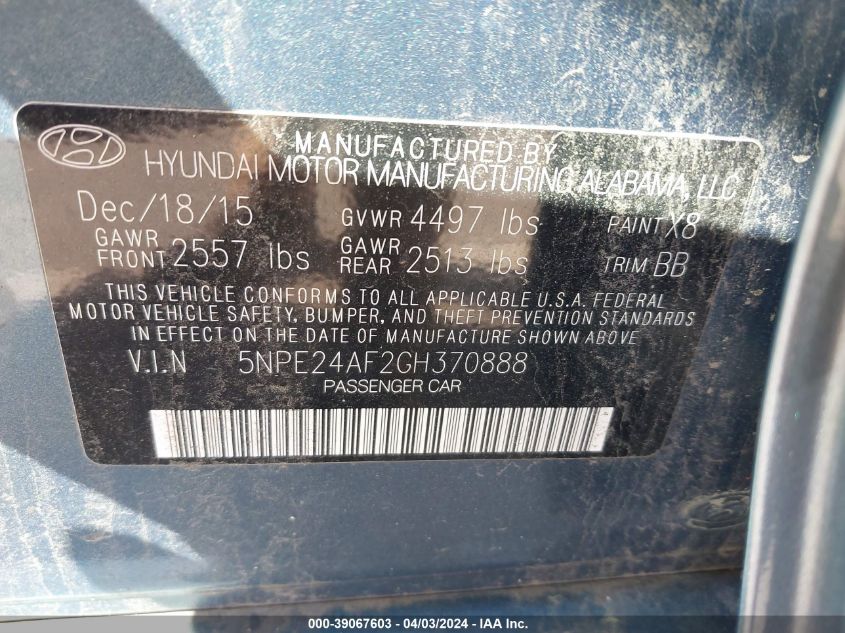 MANUFACTURED BY
HYUNDAI MOTOR MANUFACTURING ALABAMA, LLC
Dec/18/15 GVWR 4497 lbs PAINT X8
GAWR FRONT 2557 lbs GAWR REAR 2513 lbs TRIM BB
THIS VEHICLE CONFORMS TO ALL APPLICABLE U.S.A. FEDERAL
MOTOR VEHICLE SAFETY, BUMPER, AND THEFT PREVENTION STANDARDS
IN EFFECT ON THE DATE OF MANUFACTURE SHOWN ABOVE
V.I.N 5NPE24AF2GH370888
PASSENGER CAR
000-39067603 - 04/03/2024 - IAA Inc.